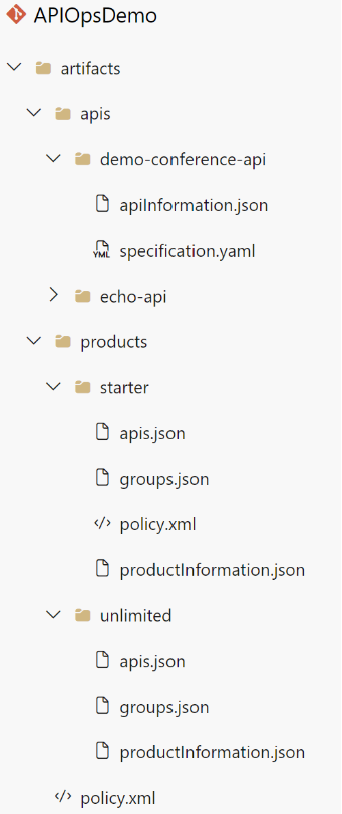 APIOpsDemo
artifacts
apis
demo-conference-api
apiInformation.json
YML specification.yaml
echo-api
products
starter
apis.json
groups.json
</> policy.xml
productInformation.json
unlimited
apis.json
groups.json
productInformation.json
</> policy.xml